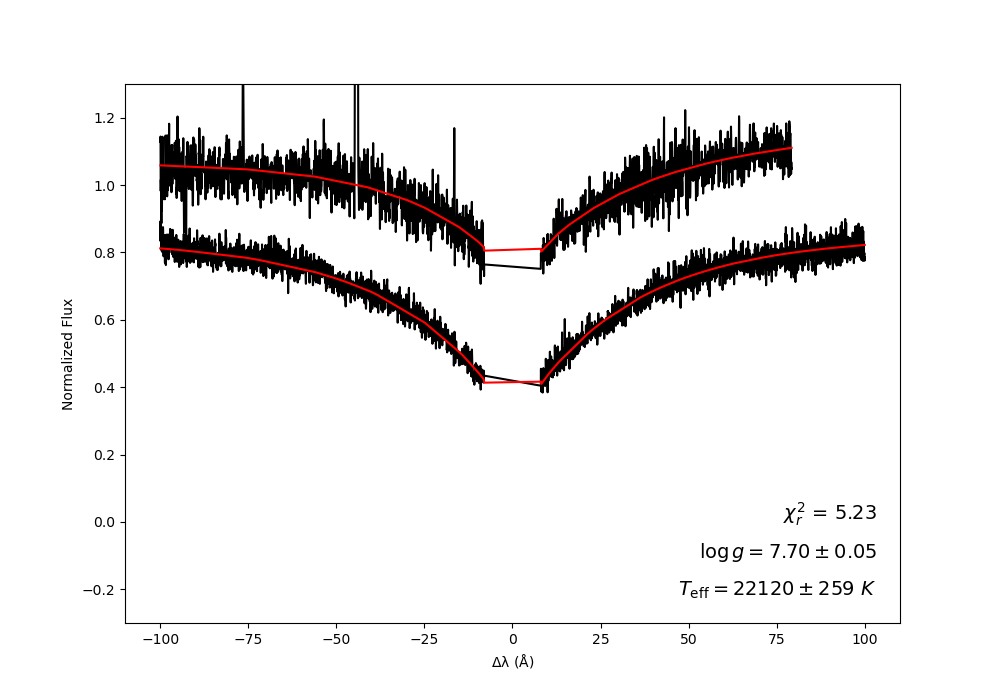 1.2
1.0
0.8
0.6
0.4
0.2
0.0
−0.2
Normalized Flux
χ²ᵣ = 5.23
log g = 7.70 ± 0.05
T_eff = 22120 ± 259 K
−100 −75 −50 −25 0 25 50 75 100
Δλ (Å)